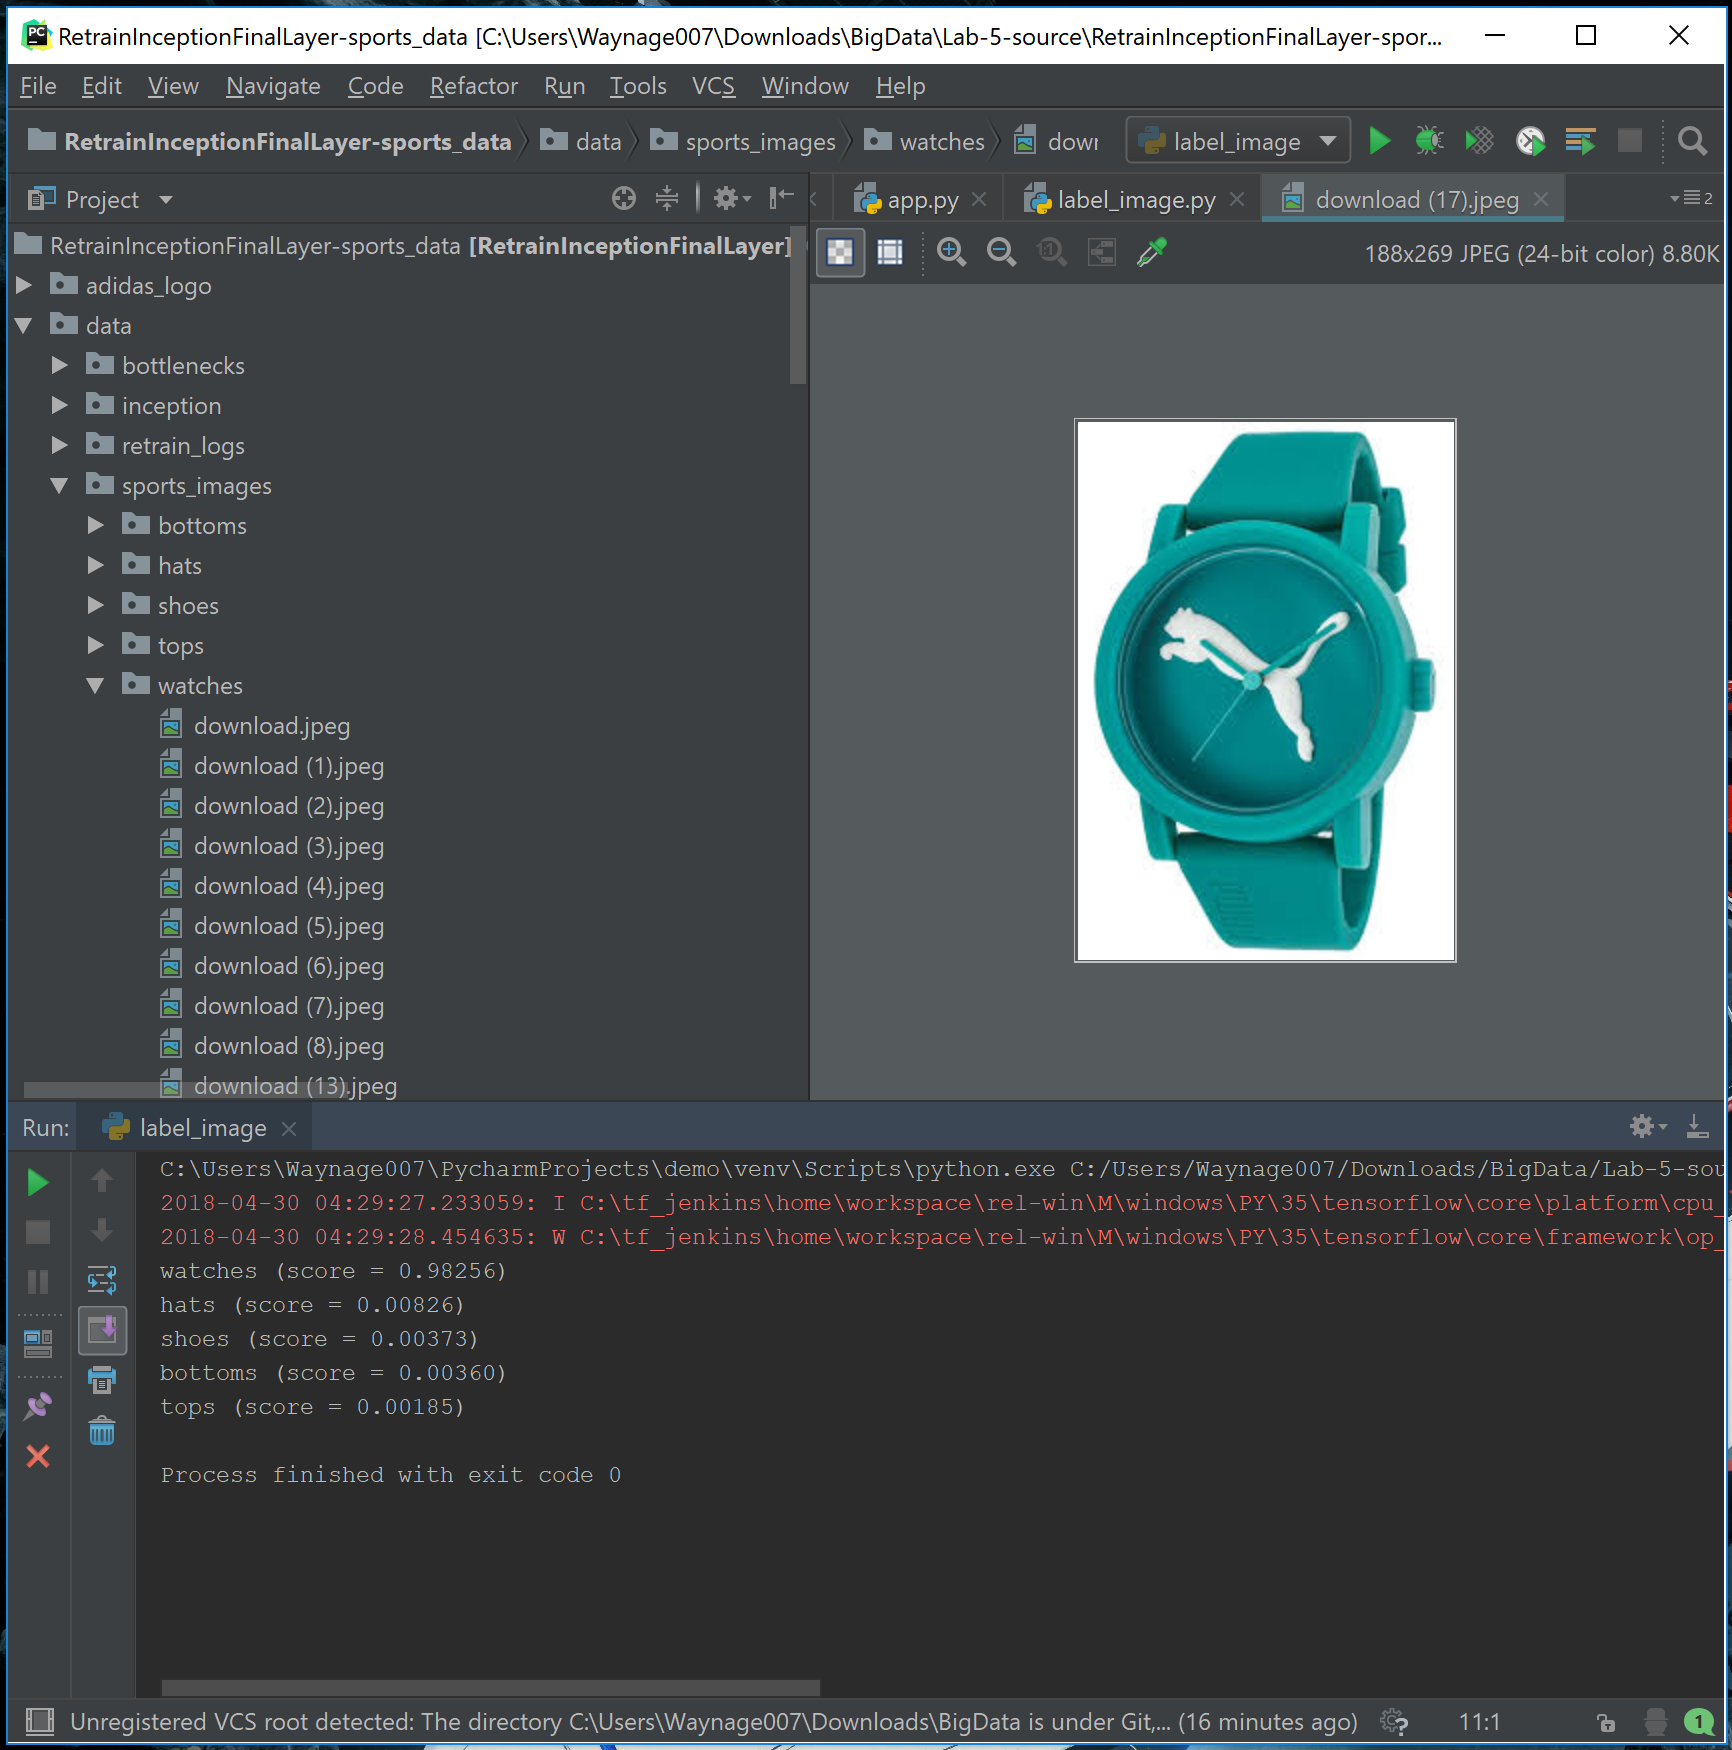 RetrainInceptionFinalLayer-sports_data [C:\Users\Waynage007\Downloads\BigData\Lab-5-source\RetrainInceptionFinalLayer-spor...
File Edit View Navigate Code Refactor Run Tools VCS Window Help
RetrainInceptionFinalLayer-sports_data data sports_images watches dowr label_image
Project
app.py label_image.py download (17).jpeg 2
188x269 JPEG (24-bit color) 8.80K
RetrainInceptionFinalLayer-sports_data [RetrainInceptionFinalLayer]
adidas_logo
data
bottlenecks
inception
retrain_logs
sports_images
bottoms
hats
shoes
tops
watches
download.jpeg
download (1).jpeg
download (2).jpeg
download (3).jpeg
download (4).jpeg
download (5).jpeg
download (6).jpeg
download (7).jpeg
download (8).jpeg
download (13).jpeg
Run: label_image
C:\Users\Waynage007\PycharmProjects\demo\venv\Scripts\python.exe C:/Users/Waynage007/Downloads/BigData/Lab-5-sou
2018-04-30 04:29:27.233059: I C:\tf_jenkins\home\workspace\rel-win\M\windows\PY\35\tensorflow\core\platform\cpu_
2018-04-30 04:29:28.454635: W C:\tf_jenkins\home\workspace\rel-win\M\windows\PY\35\tensorflow\core\framework\op_
watches (score = 0.98256)
hats (score = 0.00826)
shoes (score = 0.00373)
bottoms (score = 0.00360)
tops (score = 0.00185)
Process finished with exit code 0
Unregistered VCS root detected: The directory C:\Users\Waynage007\Downloads\BigData is under Git,... (16 minutes ago) 11:1 1